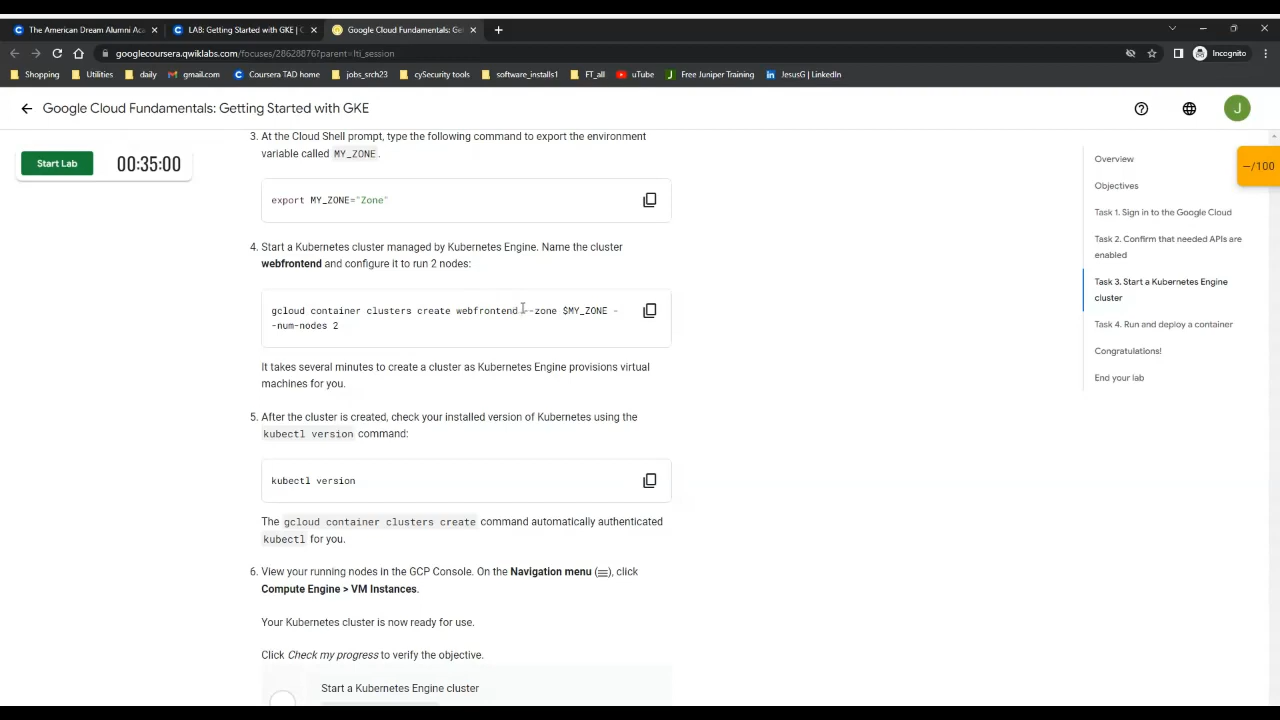 The American Dream Alumni Aca
LAB: Getting Started with GKE | C
Google Cloud Fundamentals: Get
googlecoursera.qwiklabs.com/focuses/28628876?parent=lti_session
Incognito
Shopping
Utilities
daily
gmail.com
Coursera TAD home
jobs_srch23
cySecurity tools
software_installs1
FT_all
uTube
Free Juniper Training
JesusG | LinkedIn
Google Cloud Fundamentals: Getting Started with GKE
J
Start Lab
00:35:00
3. At the Cloud Shell prompt, type the following command to export the environment
variable called MY_ZONE.
export MY_ZONE="Zone"
4. Start a Kubernetes cluster managed by Kubernetes Engine. Name the cluster
webfrontend and configure it to run 2 nodes:
gcloud container clusters create webfrontend --zone $MY_ZONE -
-num-nodes 2
It takes several minutes to create a cluster as Kubernetes Engine provisions virtual
machines for you.
5. After the cluster is created, check your installed version of Kubernetes using the
kubectl version command:
kubectl version
The gcloud container clusters create command automatically authenticated
kubectl for you.
6. View your running nodes in the GCP Console. On the Navigation menu (≡), click
Compute Engine > VM Instances.
Your Kubernetes cluster is now ready for use.
Click Check my progress to verify the objective.
Start a Kubernetes Engine cluster
Overview
Objectives
Task 1. Sign in to the Google Cloud
Task 2. Confirm that needed APIs are
enabled
Task 3. Start a Kubernetes Engine
cluster
Task 4. Run and deploy a container
Congratulations!
End your lab
–/100